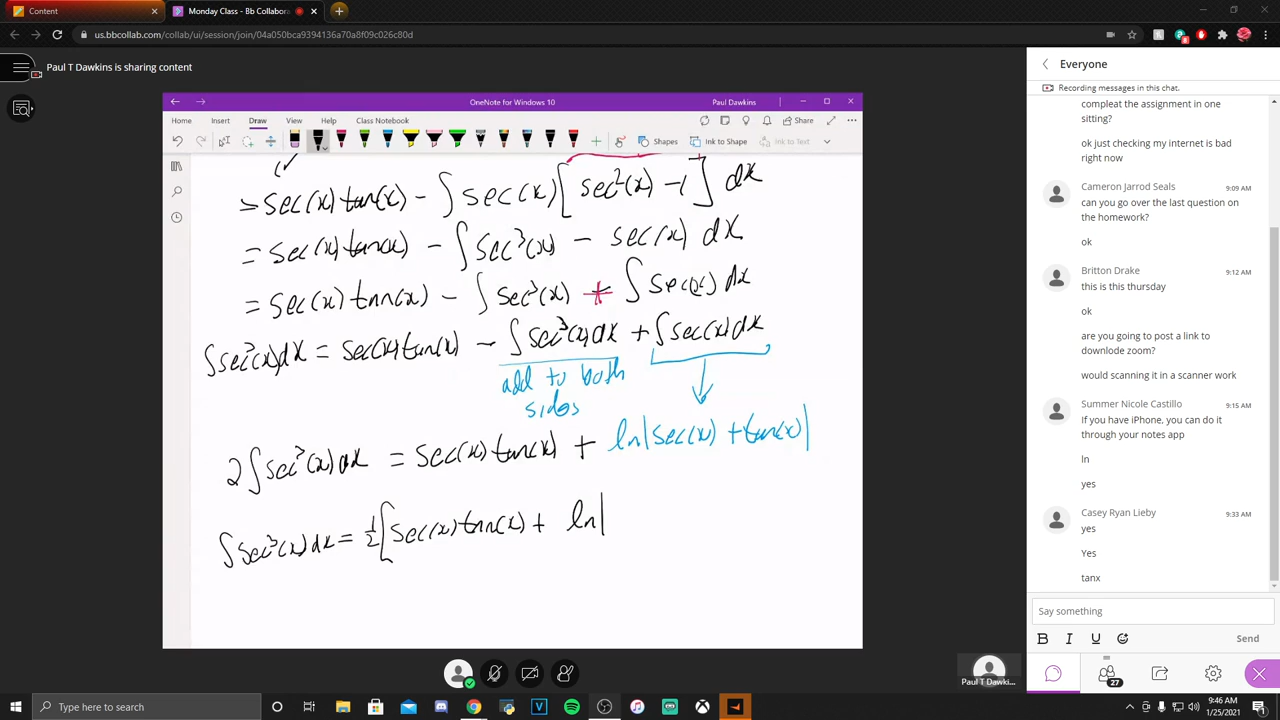 Content
Monday Class - Bb Collabora
us.bbcollab.com/collab/ui/session/join/04a050bca9394136a70a8f09c026c80d
Paul T Dawkins is sharing content
OneNote for Windows 10
Paul Dawkins
Home Insert Draw View Help Class Notebook
Share
Ink to Shape
Ink to Math
= sec(x) tan(x) - ∫ sec(x) [sec²(x) - 1] dx
= sec(x) tan(x) - ∫ sec³(x) - sec(x) dx
= sec(x) tan(x) - ∫ sec³(x) + ∫ sec(x) dx
∫sec³(x)dx = sec(x)tan(x) - ∫ sec³(x)dx + ∫ sec(x)dx
add to both
sides
2∫sec³(x)dx = sec(x)tan(x) + ln|sec(x) + tan(x)|
∫sec³(x)dx = 1/2[sec(x)tan(x) + ln|
Everyone
Recording messages in this chat.
compleat the assignment in one
sitting?
ok just checking my internet is bad
right now
Cameron Jarrod Seals 9:09 AM
can you go over the last question on
the homework?
ok
Britton Drake 9:12 AM
this is this thursday
ok
are you going to post a link to
downlode zoom?
would scanning it in a scanner work
Summer Nicole Castillo 9:15 AM
If you have iPhone, you can do it
through your notes app
ln
yes
Casey Ryan Lieby 9:33 AM
yes
Yes
tanx
Say something
B I U
Send
Paul T Dawki...
27
Type here to search
9:46 AM
1/25/2021